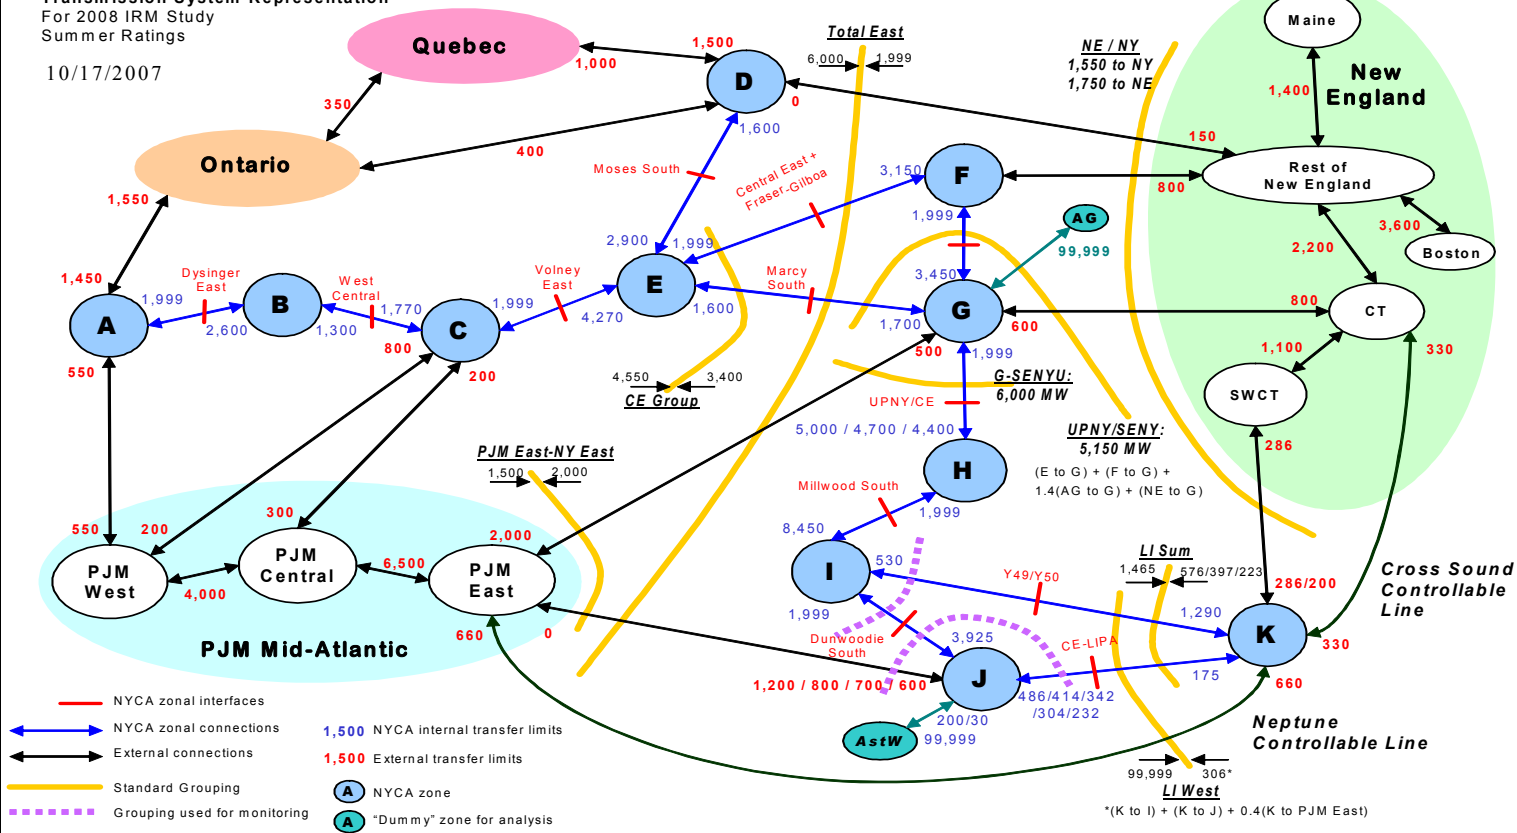 Transmission System Representation
For 2008 IRM Study
Summer Ratings
10/17/2007
Quebec
1,500
1,000
D
0
1,600
350
Ontario
400
1,550
1,450
Total East
6,000
1,999
NE / NY
1,550 to NY
1,750 to NE
Maine
1,400
New
England
150
Rest of
New England
800
3,600
Boston
2,200
Moses South
Central East +
Fraser-Gilboa
3,150
F
1,999
AG
99,999
2,900
1,999
E
1,600
Marcy
South
3,450
G
1,700
600
500
1,999
800
CT
330
1,100
SWCT
286
Dysinger
East
A
1,999
2,600
B
West
Central
1,770
1,300
C
1,999
Volney
East
4,270
800
200
550
4,550
3,400
CE Group
G-SENYU:
6,000 MW
UPNY/CE
5,000 / 4,700 / 4,400
UPNY/SENY:
5,150 MW
(E to G) + (F to G) +
1.4(AG to G) + (NE to G)
PJM East-NY East
1,500
2,000
H
Millwood South
1,999
8,450
I
530
1,999
Y49/Y50
LI Sum
1,465
576/397/223
286/200
Cross Sound
Controllable
Line
1,290
K
330
550
200
300
2,000
PJM
West
4,000
PJM
Central
6,500
PJM
East
660
0
PJM Mid-Atlantic
Dunwoodie
South
3,925
CE-LIPA
J
1,200 / 800 / 700 / 600
486/414/342
/304/232
175
660
200/30
AstW
99,999
Neptune
Controllable Line
99,999
306*
LI West
*(K to I) + (K to J) + 0.4(K to PJM East)
NYCA zonal interfaces
NYCA zonal connections
External connections
Standard Grouping
Grouping used for monitoring
1,500 NYCA internal transfer limits
1,500 External transfer limits
A NYCA zone
A "Dummy" zone for analysis